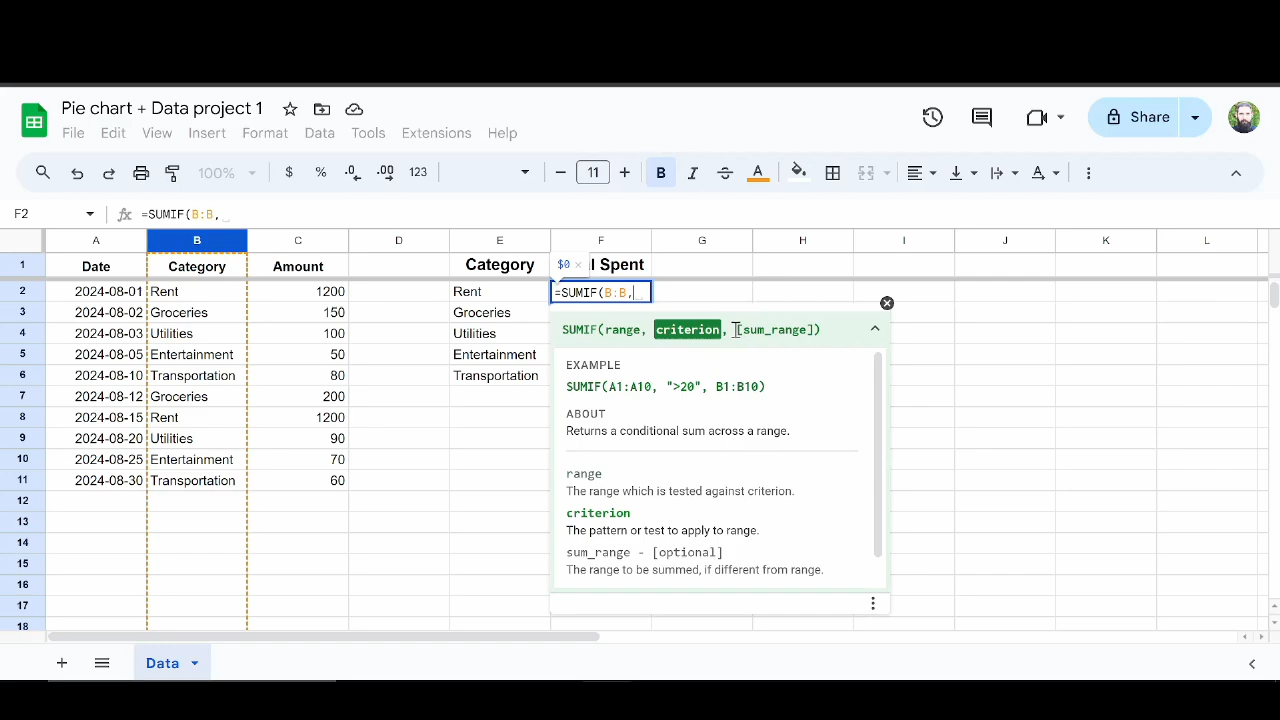 Pie chart + Data project 1
File Edit View Insert Format Data Tools Extensions Help
Share
100% $ % .0 .00 123 11 B I A A
F2 fx =SUMIF(B:B,
A B C D E F G H I J K L
1 Date Category Amount Category $0 × l Spent
2 2024-08-01 Rent 1200 Rent =SUMIF(B:B,
3 2024-08-02 Groceries 150 Groceries
4 2024-08-03 Utilities 100 Utilities
5 2024-08-05 Entertainment 50 Entertainment
6 2024-08-10 Transportation 80 Transportation
7 2024-08-12 Groceries 200
8 2024-08-15 Rent 1200
9 2024-08-20 Utilities 90
10 2024-08-25 Entertainment 70
11 2024-08-30 Transportation 60
12
13
14
15
16
17
18
SUMIF(range, criterion, [sum_range])
EXAMPLE
SUMIF(A1:A10, ">20", B1:B10)
ABOUT
Returns a conditional sum across a range.
range
The range which is tested against criterion.
criterion
The pattern or test to apply to range.
sum_range - [optional]
The range to be summed, if different from range.
Data